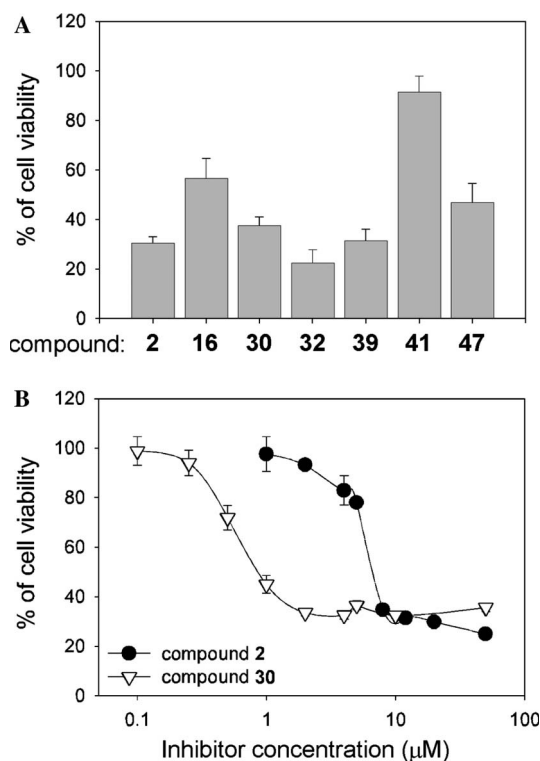 A
% of cell viability
120
100
80
60
40
20
0
compound: 2 16 30 32 39 41 47
B
% of cell viability
120
100
80
60
40
20
0
compound 2
compound 30
0.1 1 10 100
Inhibitor concentration (μM)